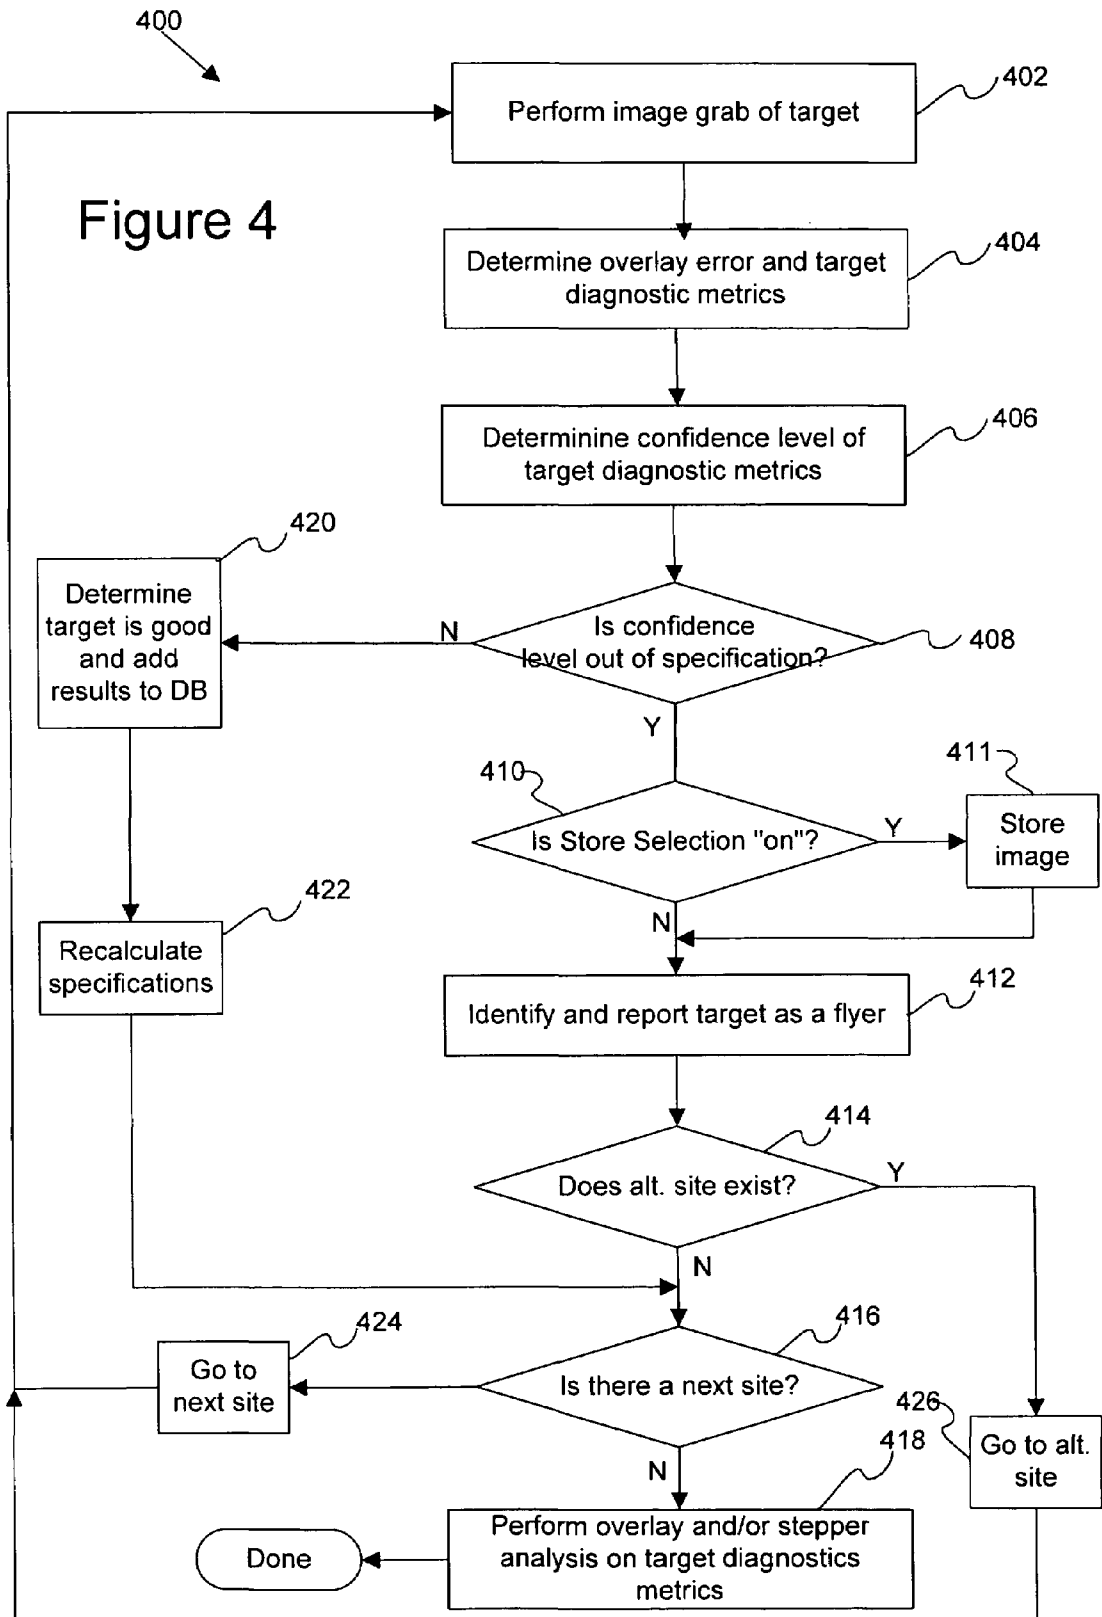 400
402
Perform image grab of target
Figure 4
404
Determine overlay error and target
diagnostic metrics
406
Determinine confidence level of
target diagnostic metrics
420
Determine
target is good
and add
results to DB
N
Is confidence
level out of specification?
408
Y
410
411
Is Store Selection "on"?
Y
Store
image
N
422
Recalculate
specifications
412
Identify and report target as a flyer
414
Does alt. site exist?
Y
N
424
Go to
next site
416
Is there a next site?
426
Go to alt.
site
N
418
Perform overlay and/or stepper
analysis on target diagnostics
metrics
Done